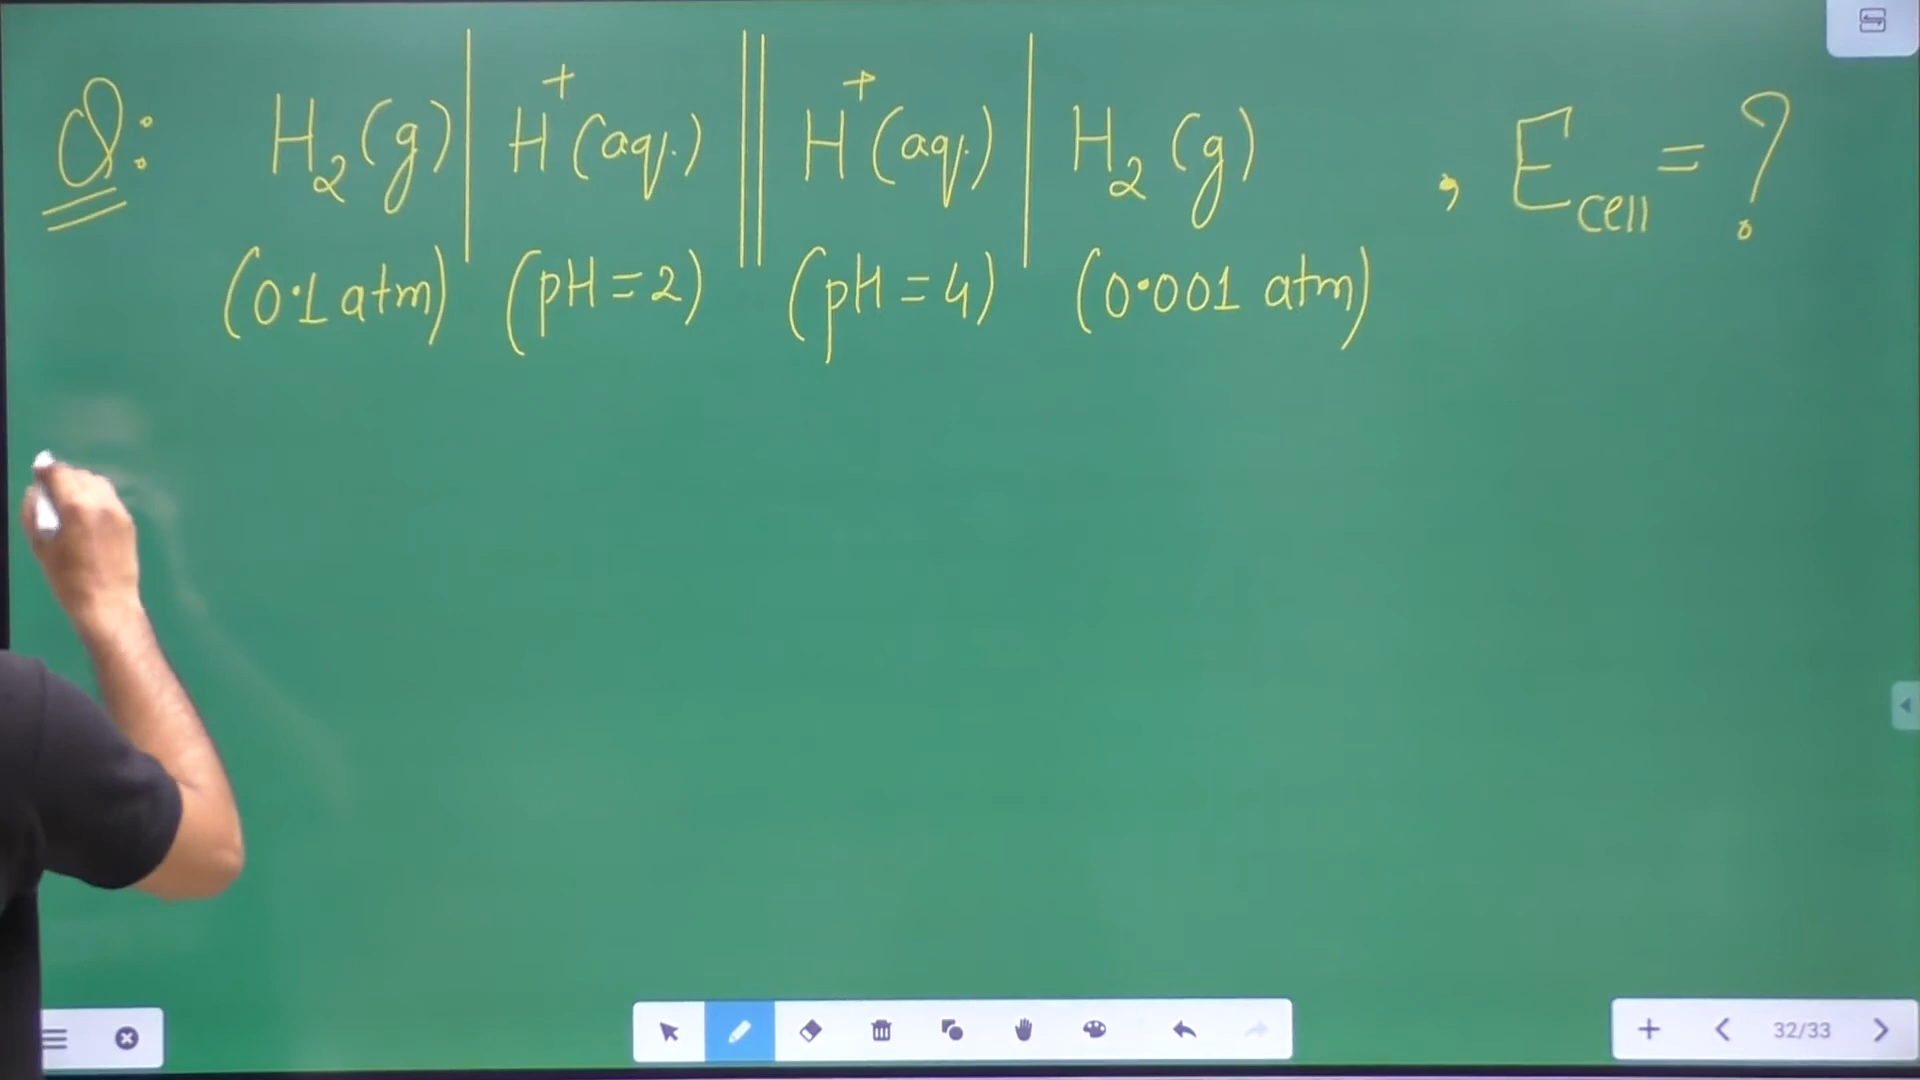 Q: H₂(g) | H⁺(aq.) || H⁺(aq.) | H₂(g) , E_cell = ?
(0.1 atm) (pH = 2) (pH = 4) (0.001 atm)
32/33